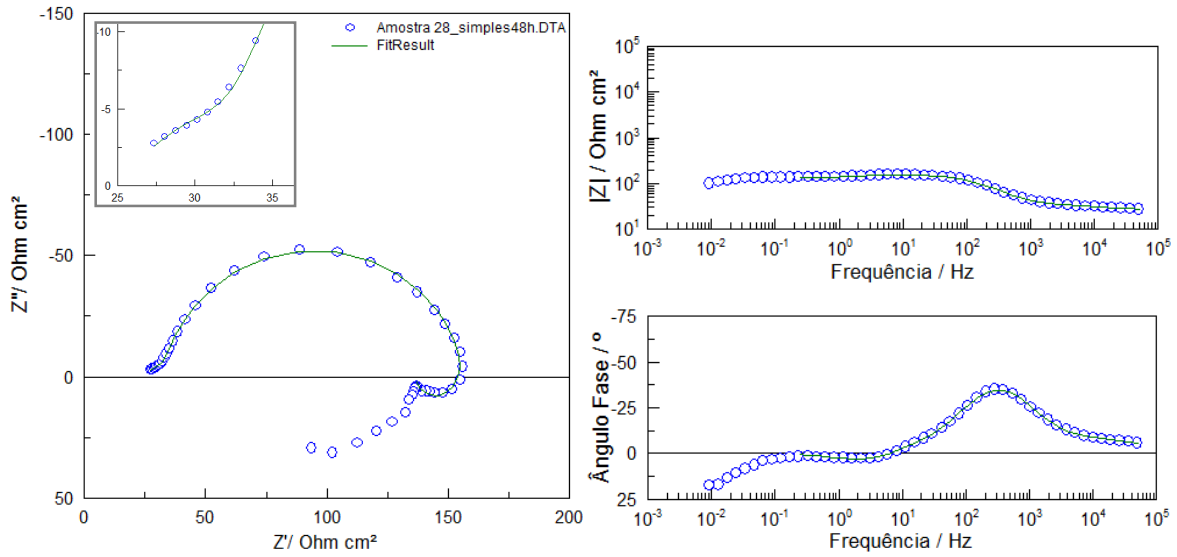 -150
-100
-50
0
50
Z''/ Ohm cm²
0 50 100 150 200
Z'/ Ohm cm²
-10
-5
0
25 30 35
Amostra 28_simples48h.DTA
FitResult
10⁵
10⁴
10³
10²
10¹
|Z| / Ohm cm²
10⁻³ 10⁻² 10⁻¹ 10⁰ 10¹ 10² 10³ 10⁴ 10⁵
Frequência / Hz
-75
-50
-25
0
25
Ângulo Fase / º
10⁻³ 10⁻² 10⁻¹ 10⁰ 10¹ 10² 10³ 10⁴ 10⁵
Frequência / Hz